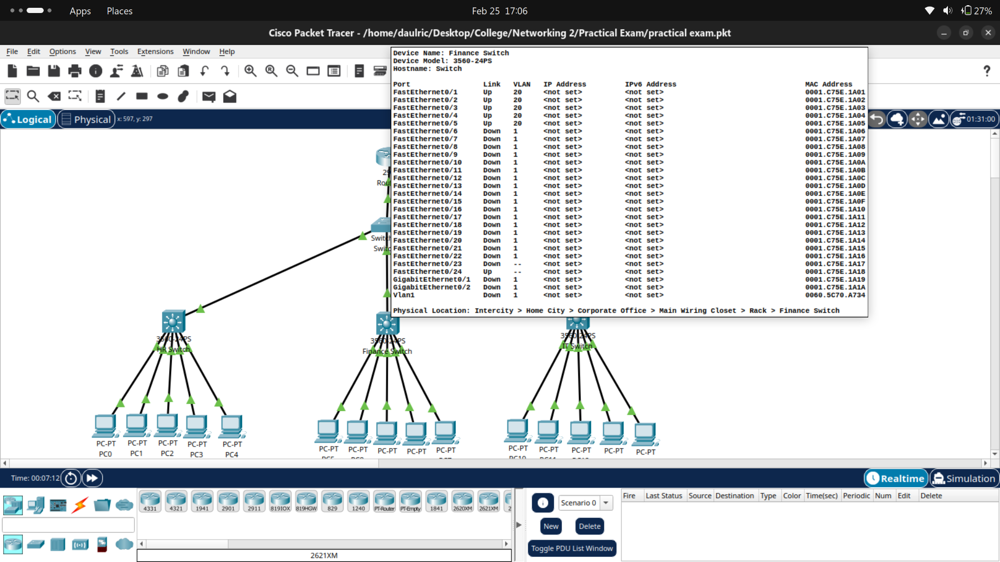 Apps Places Feb 25 17:06 27%
Cisco Packet Tracer - /home/daulric/Desktop/College/Networking 2/Practical Exam/practical exam.pkt
File Edit Options View Tools Extensions Window Help
?
Logical Physical x: 597, y: 297 01:31:00
Device Name: Finance Switch
Device Model: 3560-24PS
Hostname: Switch
Port Link VLAN IP Address IPv6 Address MAC Address
FastEthernet0/1 Up 20 <not set> <not set> 0001.C75E.1A01
FastEthernet0/2 Up 20 <not set> <not set> 0001.C75E.1A02
FastEthernet0/3 Up 20 <not set> <not set> 0001.C75E.1A03
FastEthernet0/4 Up 20 <not set> <not set> 0001.C75E.1A04
FastEthernet0/5 Up 20 <not set> <not set> 0001.C75E.1A05
FastEthernet0/6 Down 1 <not set> <not set> 0001.C75E.1A06
FastEthernet0/7 Down 1 <not set> <not set> 0001.C75E.1A07
FastEthernet0/8 Down 1 <not set> <not set> 0001.C75E.1A08
FastEthernet0/9 Down 1 <not set> <not set> 0001.C75E.1A09
FastEthernet0/10 Down 1 <not set> <not set> 0001.C75E.1A0A
FastEthernet0/11 Down 1 <not set> <not set> 0001.C75E.1A0B
FastEthernet0/12 Down 1 <not set> <not set> 0001.C75E.1A0C
FastEthernet0/13 Down 1 <not set> <not set> 0001.C75E.1A0D
FastEthernet0/14 Down 1 <not set> <not set> 0001.C75E.1A0E
FastEthernet0/15 Down 1 <not set> <not set> 0001.C75E.1A0F
FastEthernet0/16 Down 1 <not set> <not set> 0001.C75E.1A10
FastEthernet0/17 Down 1 <not set> <not set> 0001.C75E.1A11
FastEthernet0/18 Down 1 <not set> <not set> 0001.C75E.1A12
FastEthernet0/19 Down 1 <not set> <not set> 0001.C75E.1A13
FastEthernet0/20 Down 1 <not set> <not set> 0001.C75E.1A14
FastEthernet0/21 Down 1 <not set> <not set> 0001.C75E.1A15
FastEthernet0/22 Down 1 <not set> <not set> 0001.C75E.1A16
FastEthernet0/23 Down -- <not set> <not set> 0001.C75E.1A17
FastEthernet0/24 Up -- <not set> <not set> 0001.C75E.1A18
GigabitEthernet0/1 Down 1 <not set> <not set> 0001.C75E.1A19
GigabitEthernet0/2 Down 1 <not set> <not set> 0001.C75E.1A1A
Vlan1 Down 1 <not set> <not set> 0060.5C70.A734
Physical Location: Intercity > Home City > Corporate Office > Main Wiring Closet > Rack > Finance Switch
3560-24PS
HR Switch
3560-24PS
Finance Switch
3560-24PS
IT Switch
PC-PT PC-PT PC-PT PC-PT PC-PT
PC0 PC1 PC2 PC3 PC4
PC-PT PC-PT PC-PT PC-PT PC-PT
PC-PT PC-PT PC-PT PC-PT PC-PT
PC10 PC11
Time: 00:07:12 Realtime Simulation
4331 4321 1941 2901 2911 819IOX 819HGW 829 1240 PT-Router PT-Empty 1841 2620XM 2621XM
2621XM
Scenario 0
New Delete
Toggle PDU List Window
Fire Last Status Source Destination Type Color Time(sec) Periodic Num Edit Delete